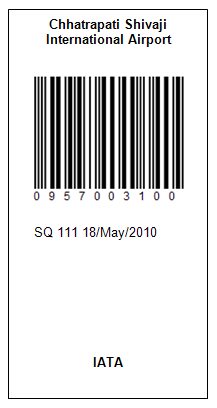 Chhatrapati Shivaji
International Airport
0957003100
SQ 111 18/May/2010
IATA